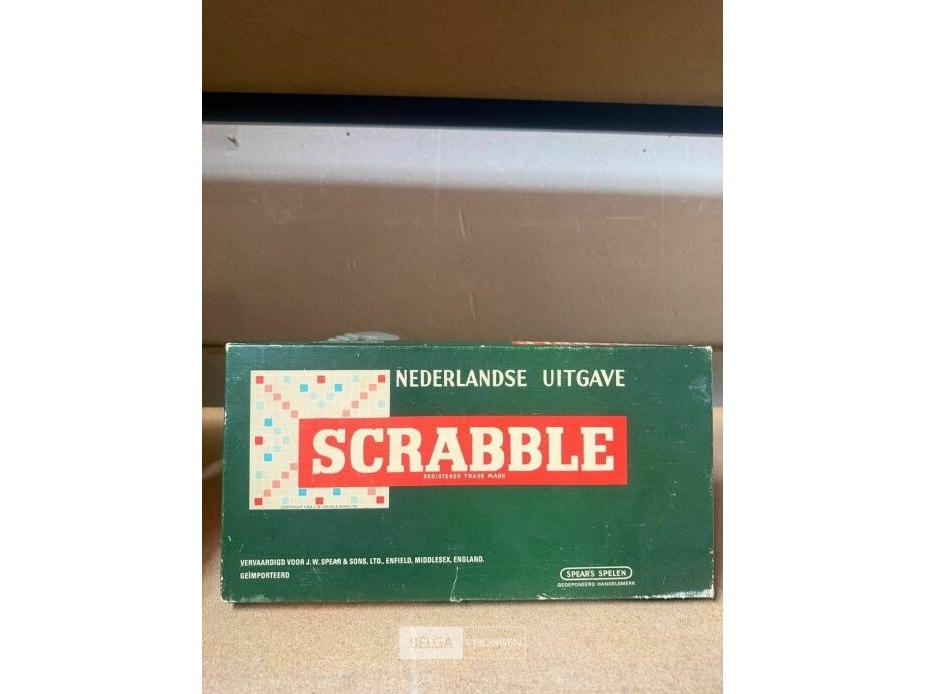 NEDERLANDSE UITGAVE
SCRABBLE
REGISTERED TRADE MARK
VERVAARDIGD VOOR J. W. SPEAR & SONS, LTD., ENFIELD, MIDDLESEX, ENGLAND.
GEÏMPORTEERD
SPEAR'S SPELEN
GEDEPONEERD HANDELSMERK
BELGA VEILINGEN